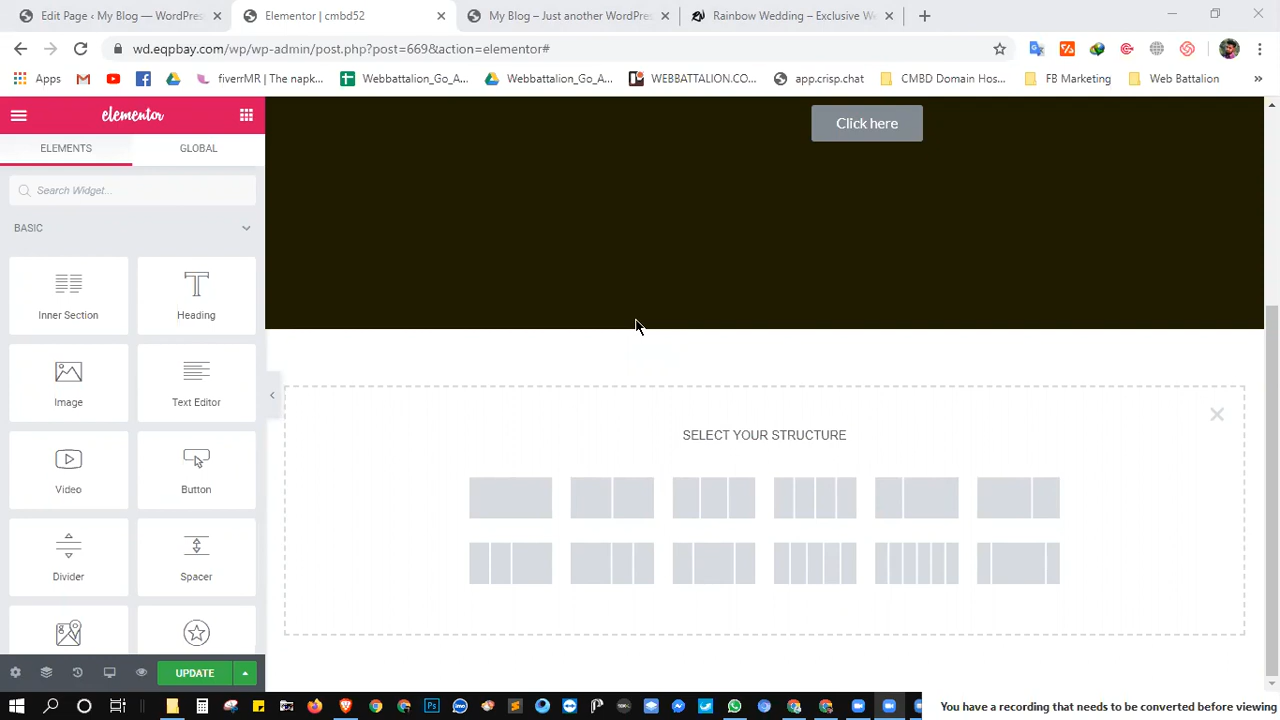 Edit Page ‹ My Blog — WordPres
Elementor | cmbd52
My Blog – Just another WordPres
Rainbow Wedding – Exclusive We
wd.eqpbay.com/wp/wp-admin/post.php?post=669&action=elementor#
Apps
fiverrMR | The napk...
Webbattalion_Go_A...
Webbattalion_Go_A...
WEBBATTALION.CO...
app.crisp.chat
CMBD Domain Hos...
FB Marketing
Web Battalion
»
elementor
ELEMENTS
GLOBAL
Search Widget...
BASIC
Inner Section
Heading
Image
Text Editor
Video
Button
Divider
Spacer
UPDATE
Click here
SELECT YOUR STRUCTURE
You have a recording that needs to be converted before viewing